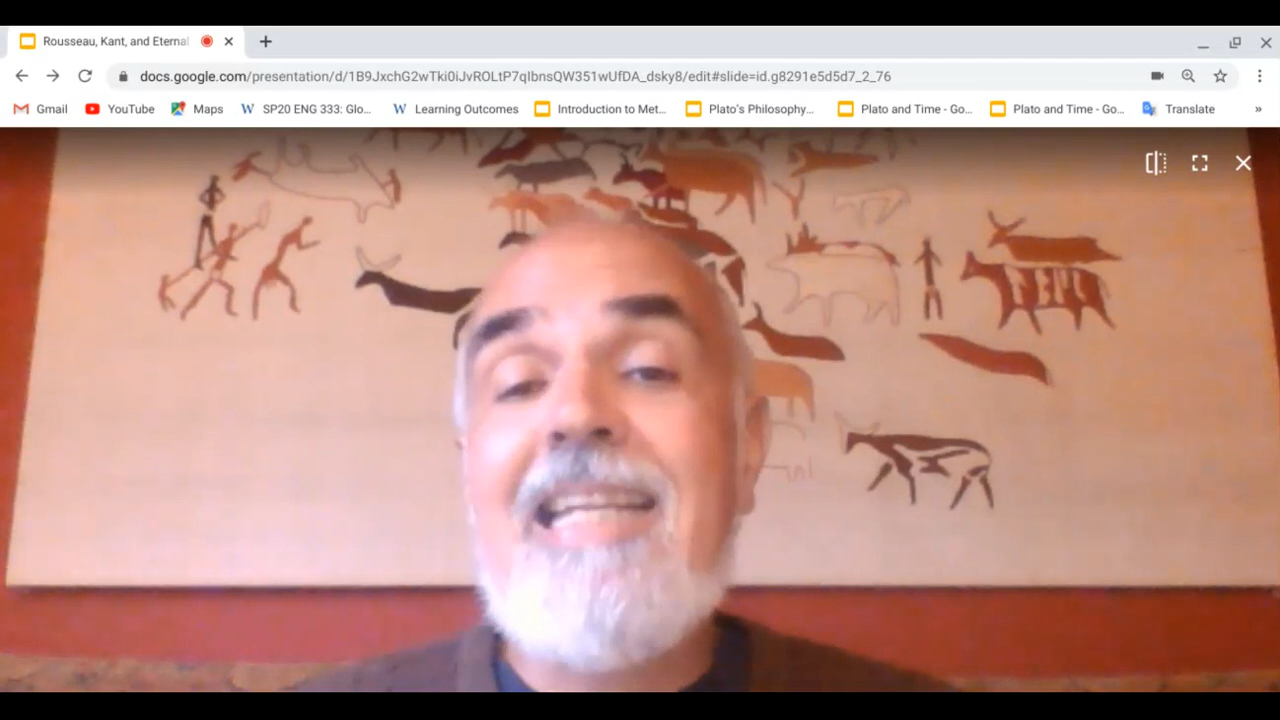 Rousseau, Kant, and Eternal
docs.google.com/presentation/d/1B9JxchG2wTki0iJvROLtP7qIbnsQW351wUfDA_dsky8/edit#slide=id.g8291e5d5d7_2_76
Gmail YouTube Maps SP20 ENG 333: Glo... Learning Outcomes Introduction to Met... Plato's Philosophy... Plato and Time - Go... Plato and Time - Go... Translate »